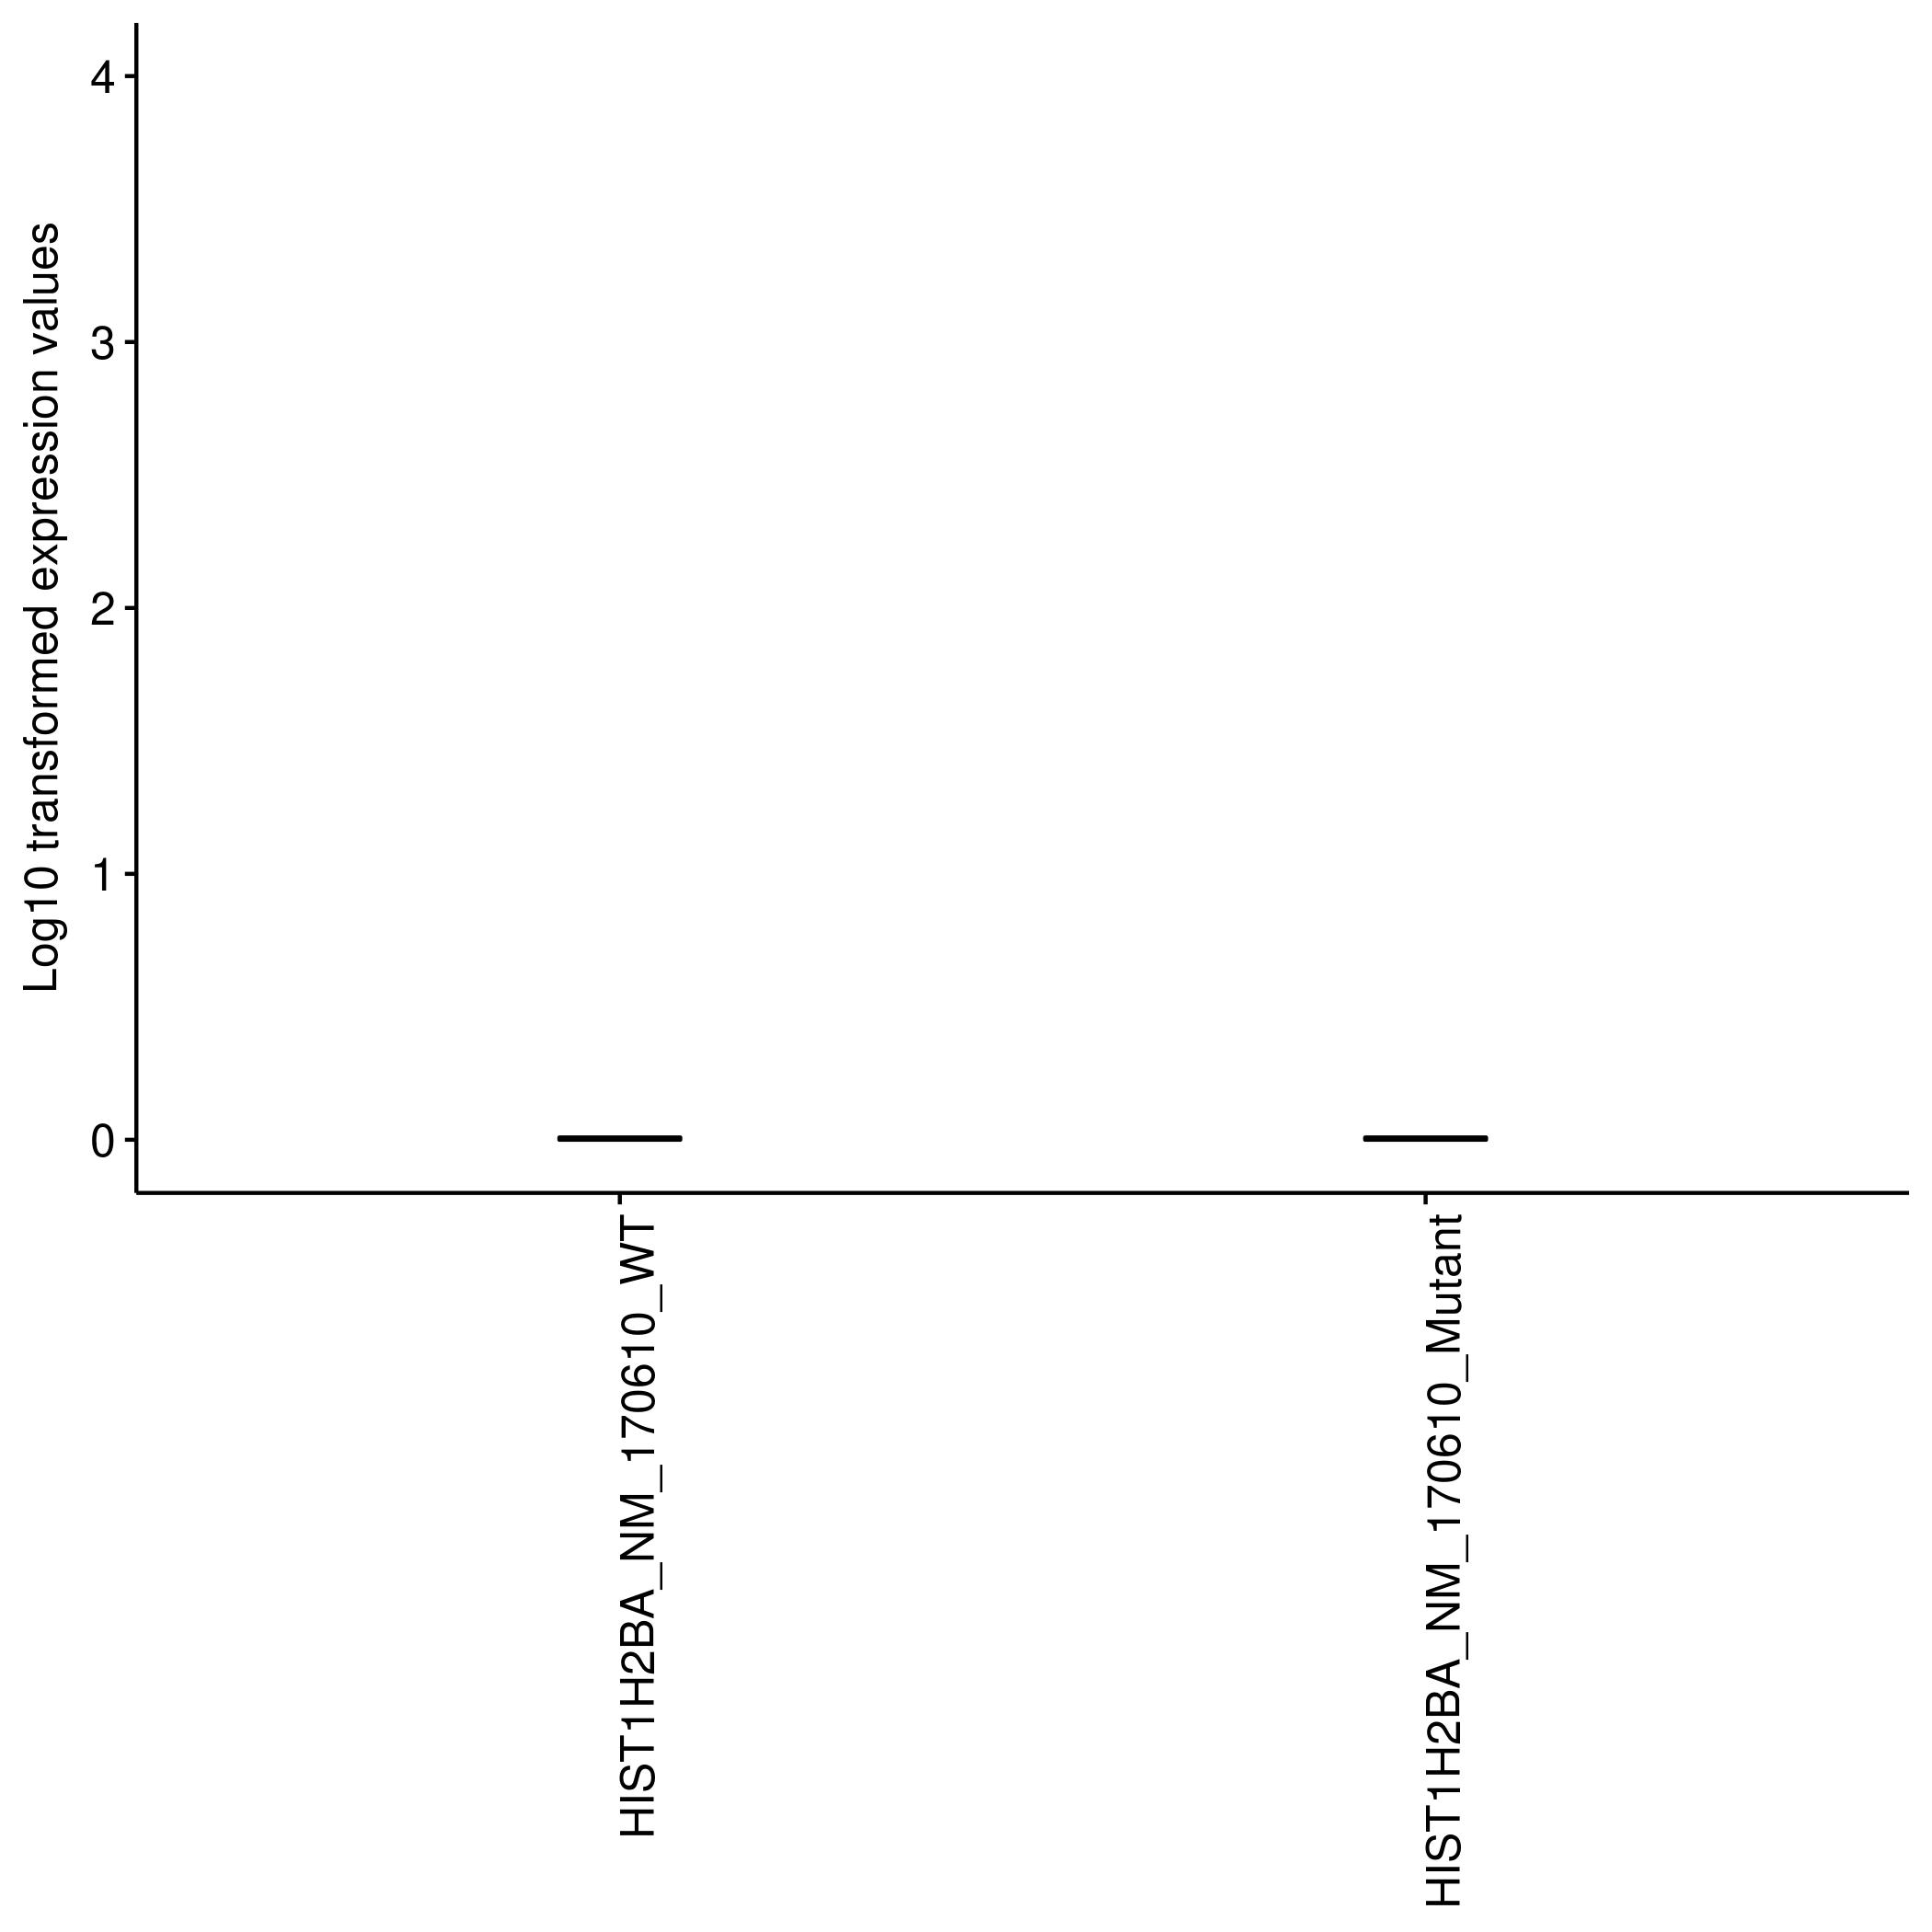 Log10 transformed expression values
4
3
2
1
0
HIST1H2BA_NM_170610_WT
HIST1H2BA_NM_170610_Mutant